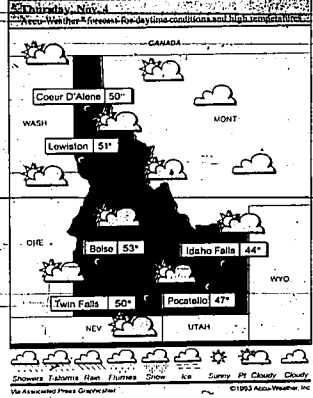 Thursday, Nov. 4
Accu-Weather® forecast for daytime conditions and high temperatures
CANADA
Coeur D'Alene 50°
WASH
MONT
Lewiston 51°
ORE
Boise 53°
Idaho Falls 44°
WYO
Twin Falls 50°
Pocatello 47°
NEV
UTAH
Showers T-storms Rain Flurries Snow Ice Sunny Pt. Cloudy Cloudy
Via Associated Press GraphicsNet
©1993 Accu-Weather, Inc